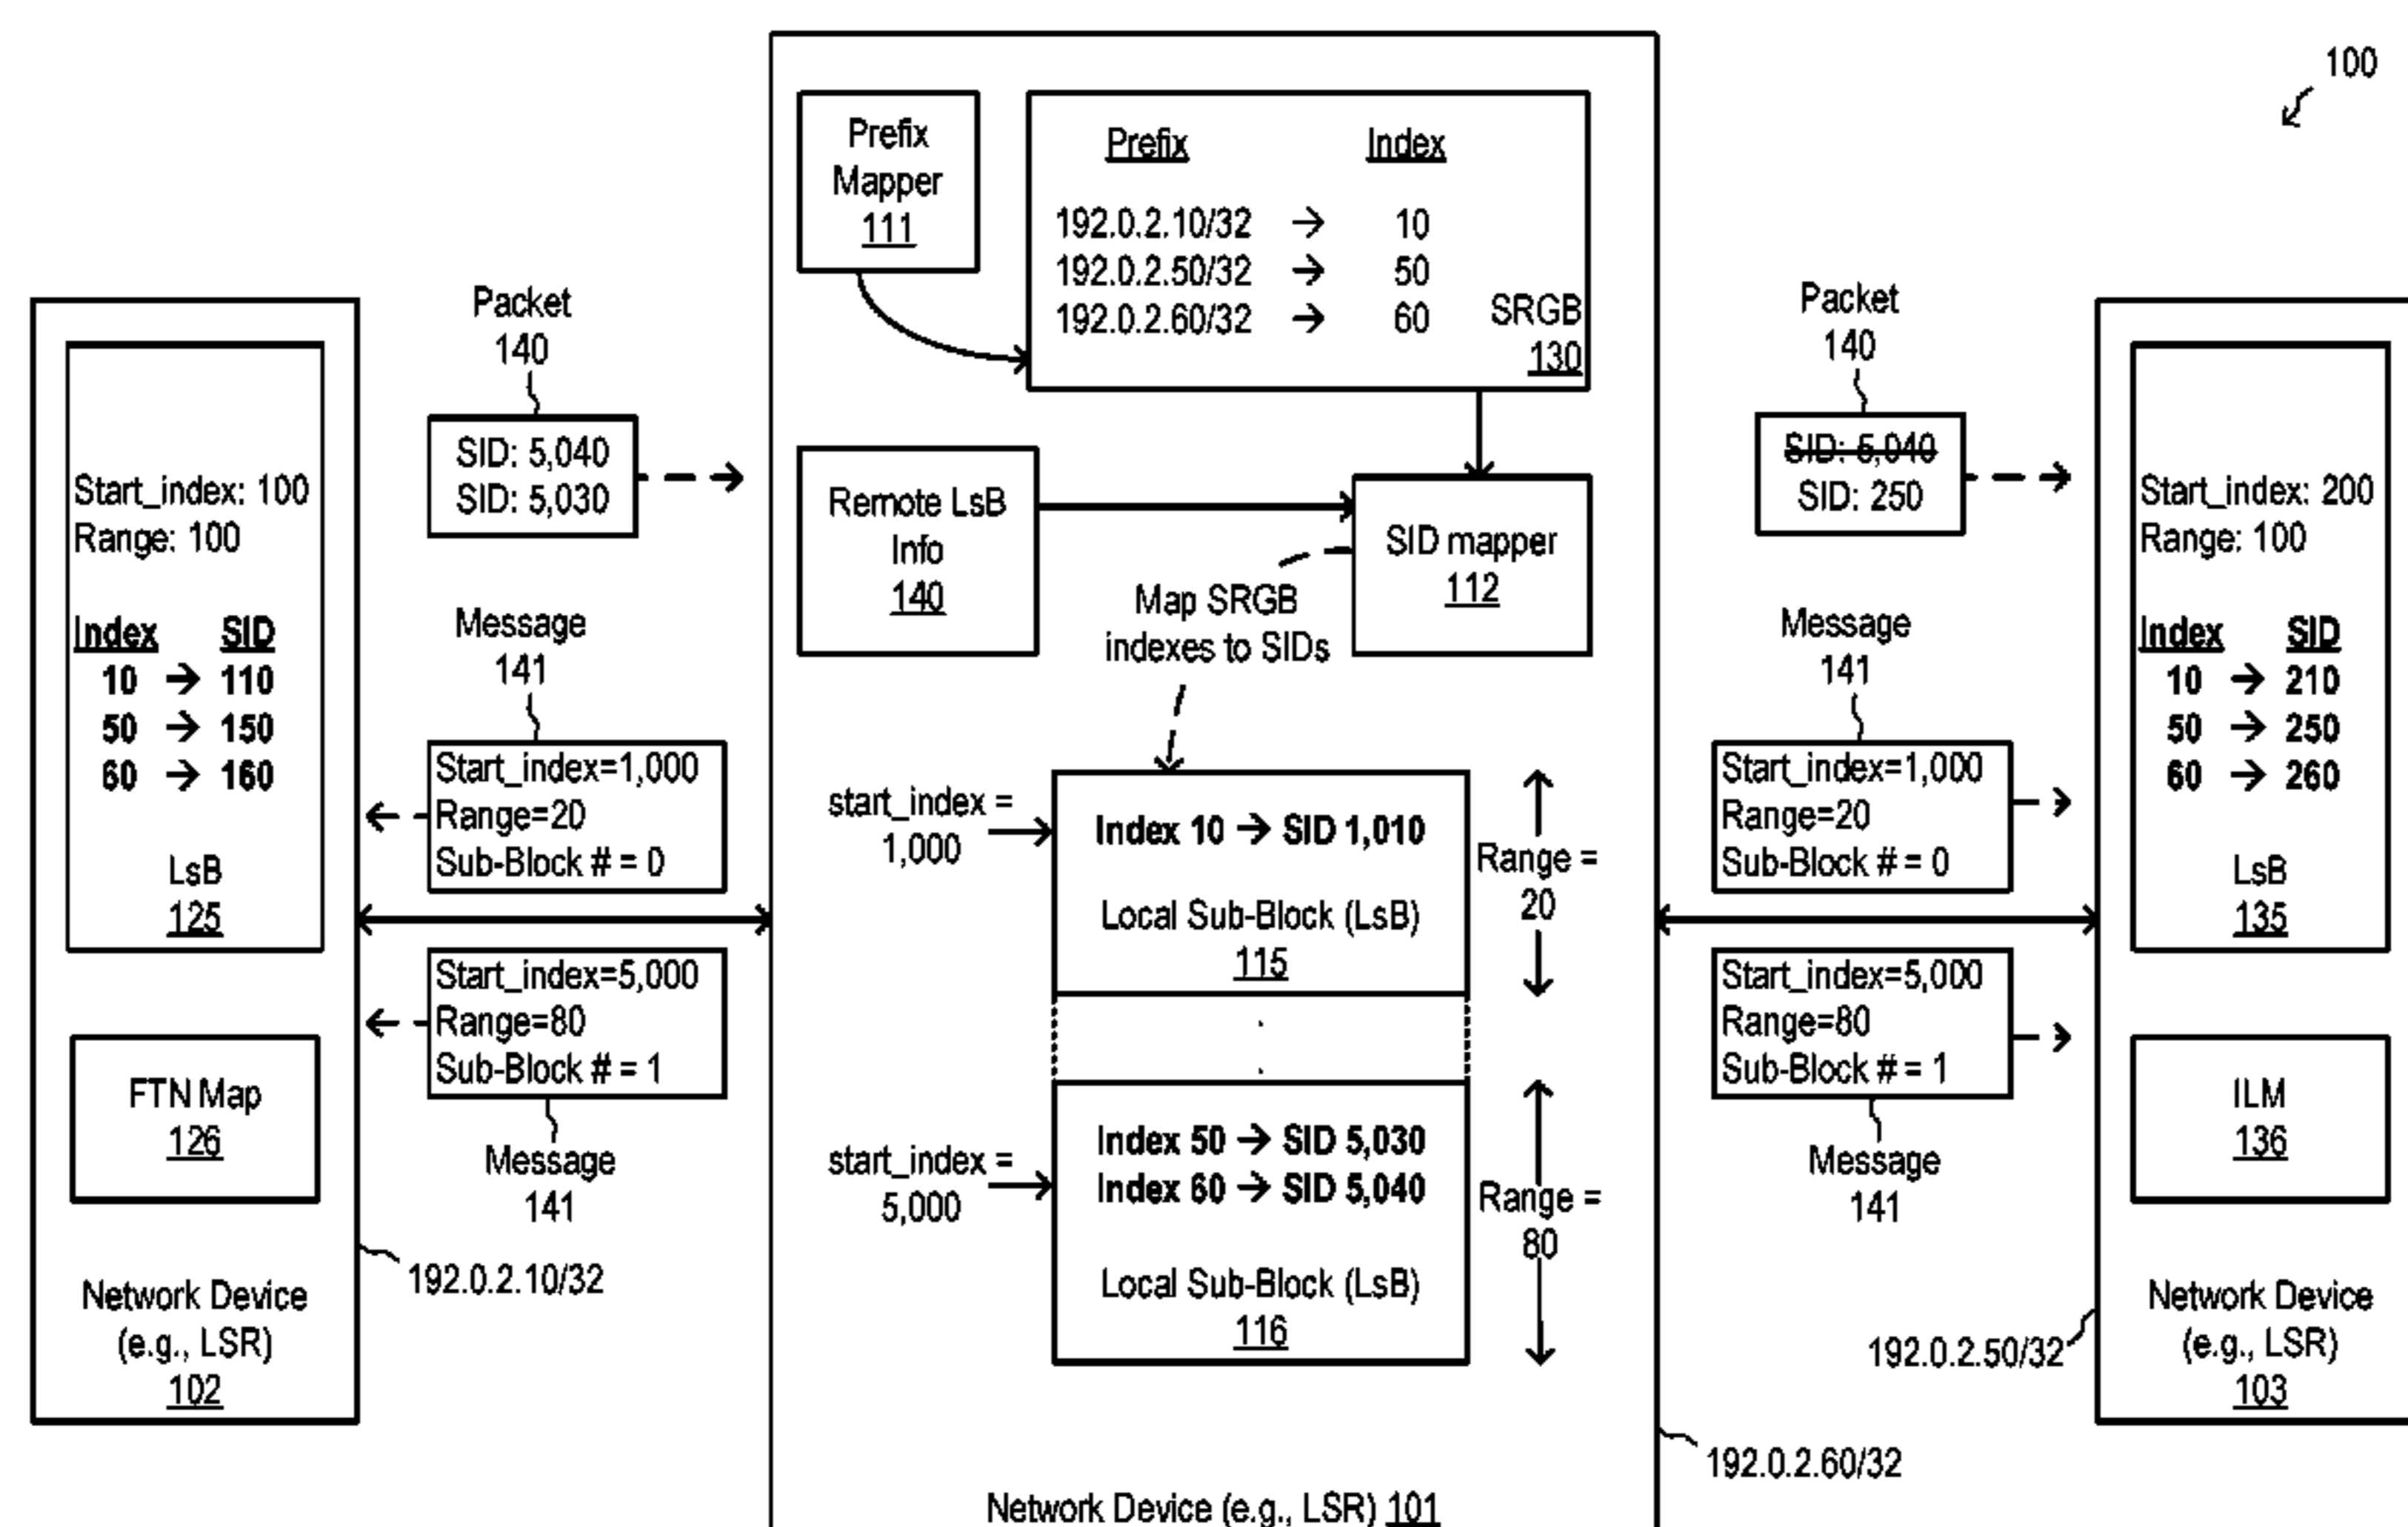 100
Prefix
Mapper
111
Prefix Index
192.0.2.10/32 → 10
192.0.2.50/32 → 50
192.0.2.60/32 → 60
SRGB
130
Remote LsB
Info
140
SID mapper
112
Map SRGB
indexes to SIDs
start_index =
1,000
Index 10 → SID 1,010
Local Sub-Block (LsB)
115
Range =
20
.
.
start_index =
5,000
Index 50 → SID 5,030
Index 60 → SID 5,040
Local Sub-Block (LsB)
116
Range =
80
Network Device (e.g., LSR) 101
192.0.2.60/32
Start_index: 100
Range: 100
Index SID
10 → 110
50 → 150
60 → 160
LsB
125
FTN Map
126
Network Device
(e.g., LSR)
102
192.0.2.10/32
Packet
140
SID: 5,040
SID: 5,030
Message
141
Start_index=1,000
Range=20
Sub-Block # = 0
Start_index=5,000
Range=80
Sub-Block # = 1
Message
141
Packet
140
SID: 5,040
SID: 250
Message
141
Start_index=1,000
Range=20
Sub-Block # = 0
Start_index=5,000
Range=80
Sub-Block # = 1
Message
141
Start_index: 200
Range: 100
Index SID
10 → 210
50 → 250
60 → 260
LsB
135
ILM
136
192.0.2.50/32
Network Device
(e.g., LSR)
103